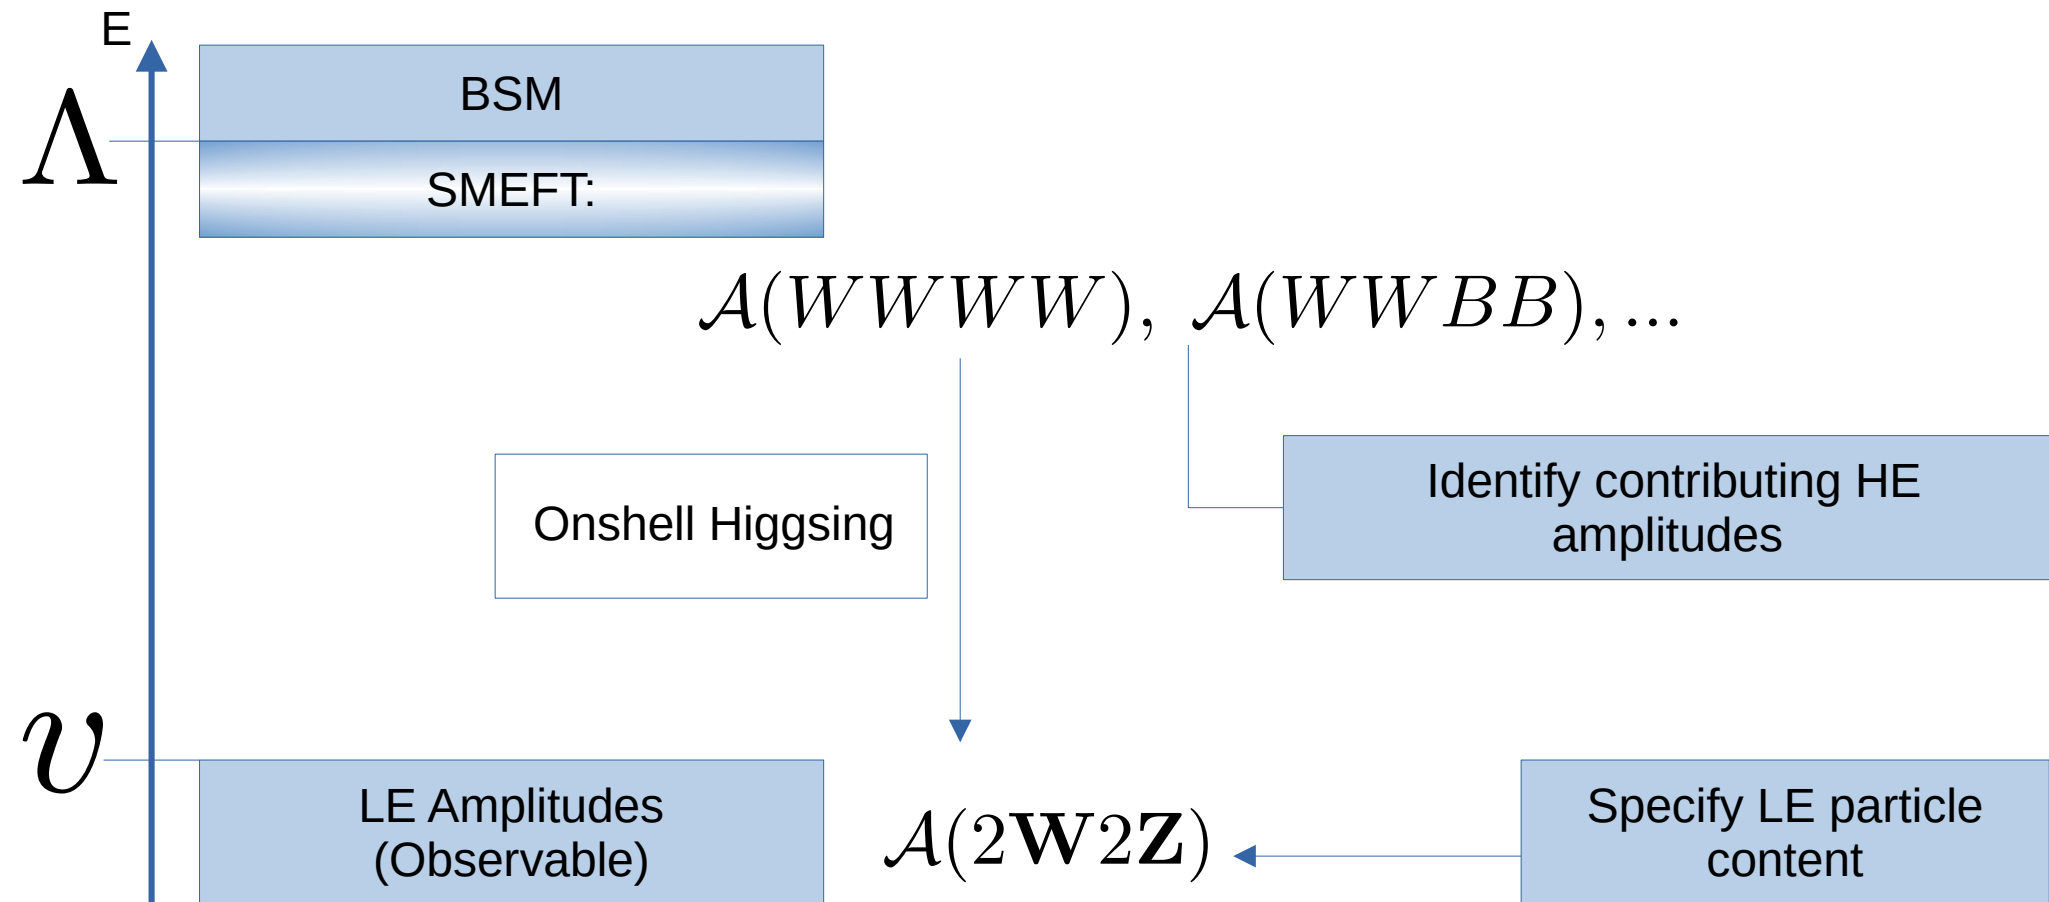 E
Λ
BSM
SMEFT:
𝒜(WWWW), 𝒜(WWBB), ...
Onshell Higgsing
Identify contributing HE
amplitudes
υ
LE Amplitudes
(Observable)
𝒜(2𝐖2𝐙)
Specify LE particle
content